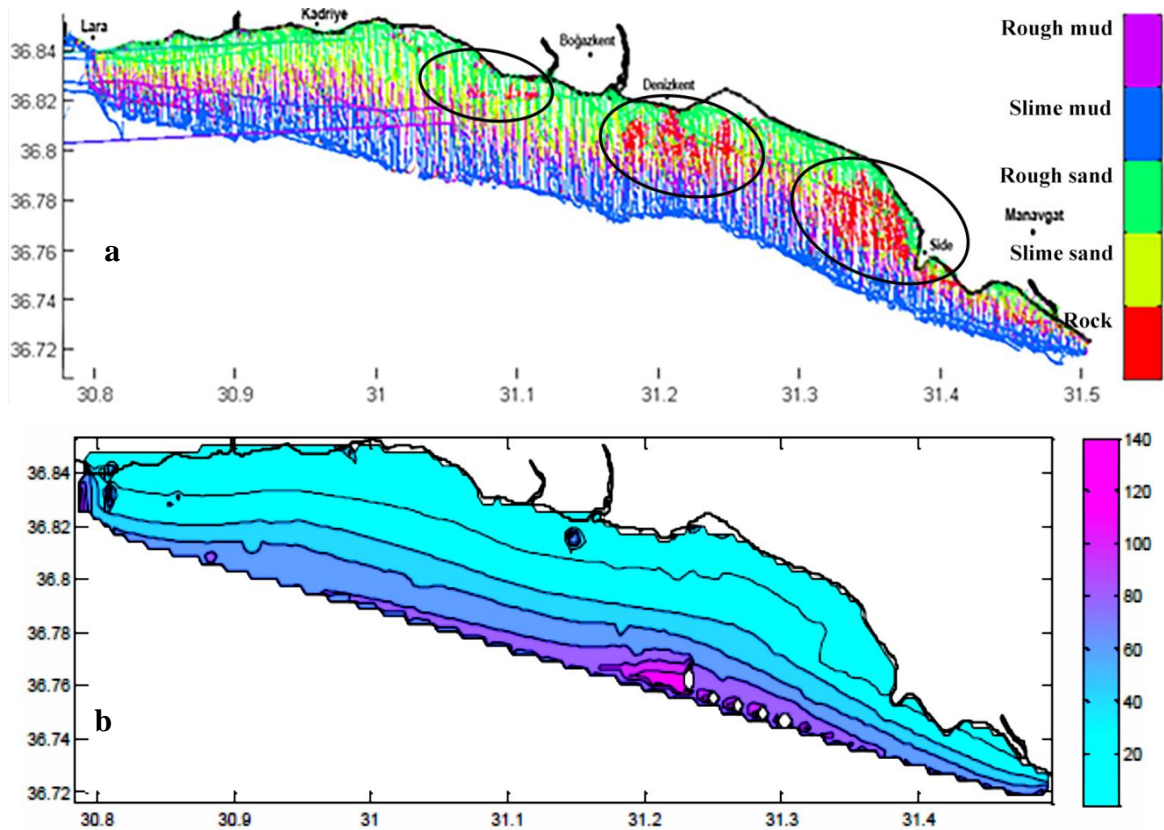 Lara
Kadriye
Boğazkent
Denizkent
Manavgat
Side
a
36.84
36.82
36.8
36.78
36.76
36.74
36.72
30.8 30.9 31 31.1 31.2 31.3 31.4 31.5
Rough mud
Slime mud
Rough sand
Slime sand
Rock
b
36.84
36.82
36.8
36.78
36.76
36.74
36.72
30.8 30.9 31 31.1 31.2 31.3 31.4
140
120
100
80
60
40
20